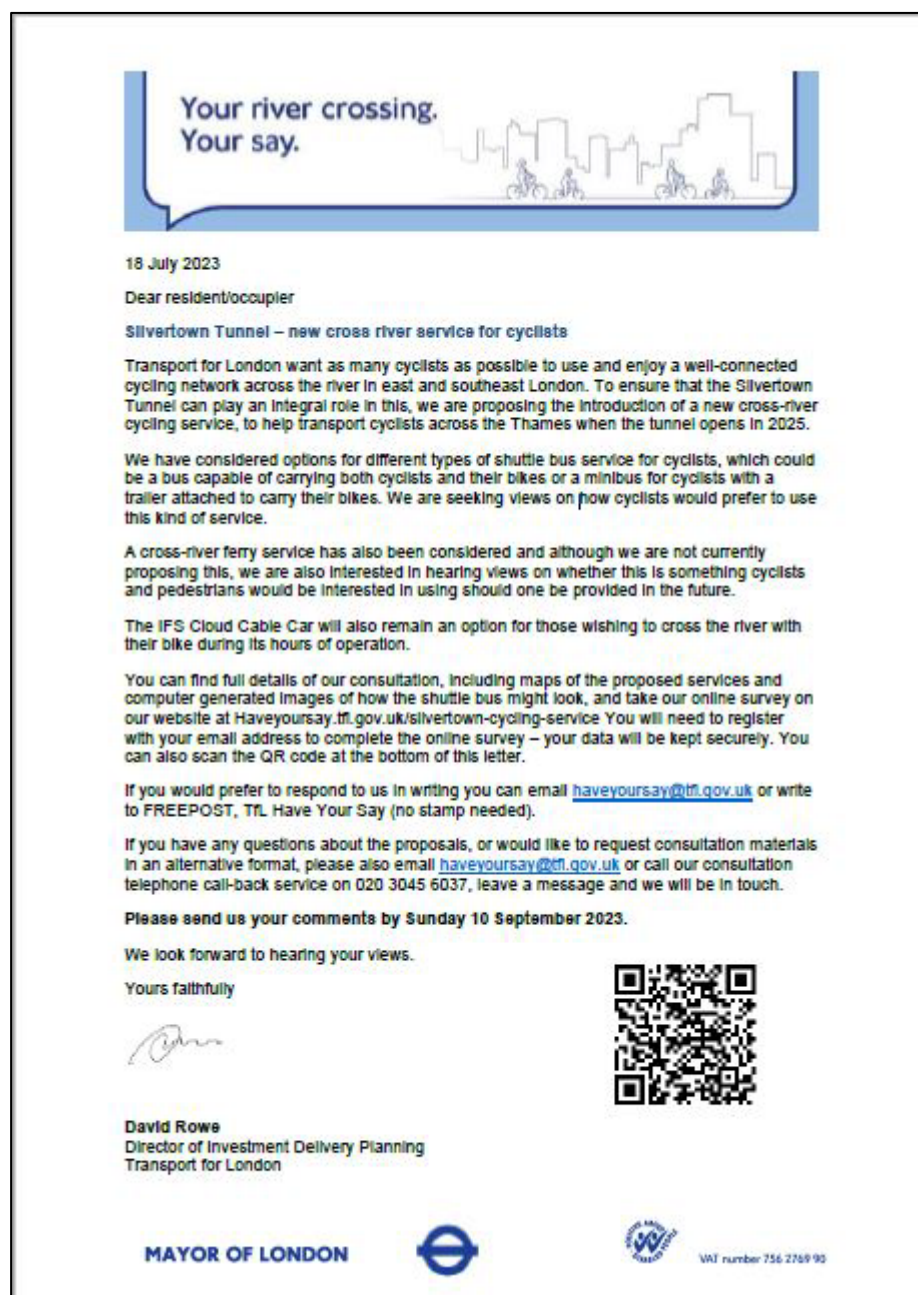 Your river crossing.
Your say.
18 July 2023
Dear resident/occupier
Silvertown Tunnel – new cross river service for cyclists
Transport for London want as many cyclists as possible to use and enjoy a well-connected
cycling network across the river in east and southeast London. To ensure that the Silvertown
Tunnel can play an integral role in this, we are proposing the introduction of a new cross-river
cycling service, to help transport cyclists across the Thames when the tunnel opens in 2025.
We have considered options for different types of shuttle bus service for cyclists, which could
be a bus capable of carrying both cyclists and their bikes or a minibus for cyclists with a
trailer attached to carry their bikes. We are seeking views on how cyclists would prefer to use
this kind of service.
A cross-river ferry service has also been considered and although we are not currently
proposing this, we are also interested in hearing views on whether this is something cyclists
and pedestrians would be interested in using should one be provided in the future.
The IFS Cloud Cable Car will also remain an option for those wishing to cross the river with
their bike during its hours of operation.
You can find full details of our consultation, including maps of the proposed services and
computer generated images of how the shuttle bus might look, and take our online survey on
our website at Haveyoursay.tfl.gov.uk/silvertown-cycling-service You will need to register
with your email address to complete the online survey – your data will be kept securely. You
can also scan the QR code at the bottom of this letter.
If you would prefer to respond to us in writing you can email haveyoursay@tfl.gov.uk or write
to FREEPOST, TfL Have Your Say (no stamp needed).
If you have any questions about the proposals, or would like to request consultation materials
in an alternative format, please also email haveyoursay@tfl.gov.uk or call our consultation
telephone call-back service on 020 3045 6037, leave a message and we will be in touch.
Please send us your comments by Sunday 10 September 2023.
We look forward to hearing your views.
Yours faithfully
David Rowe
Director of Investment Delivery Planning
Transport for London
MAYOR OF LONDON
VAT number 756 2769 90